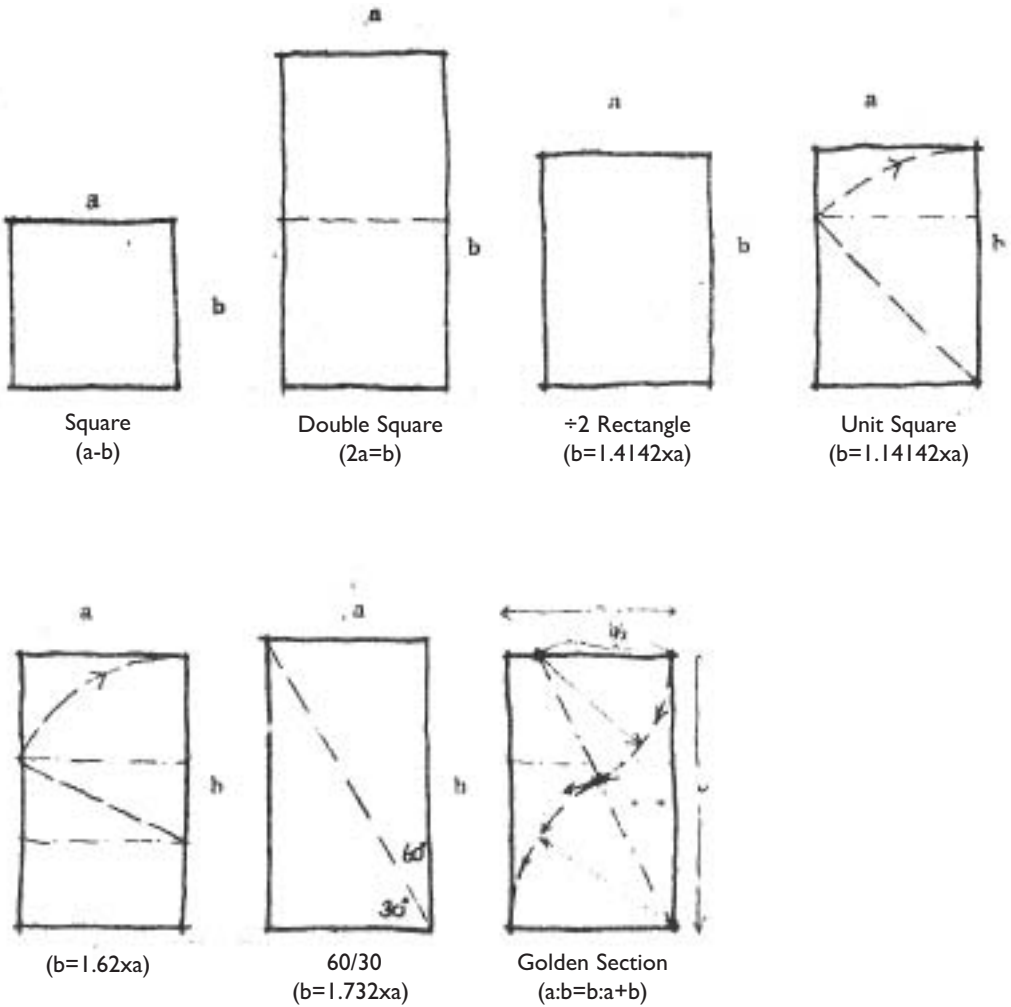 a
a
a
a
b
b
b
Square
(a-b)
Double Square
(2a=b)
÷2 Rectangle
(b=1.4142xa)
Unit Square
(b=1.14142xa)
a
a
60°
30°
(b=1.62xa)
60/30
(b=1.732xa)
Golden Section
(a:b=b:a+b)